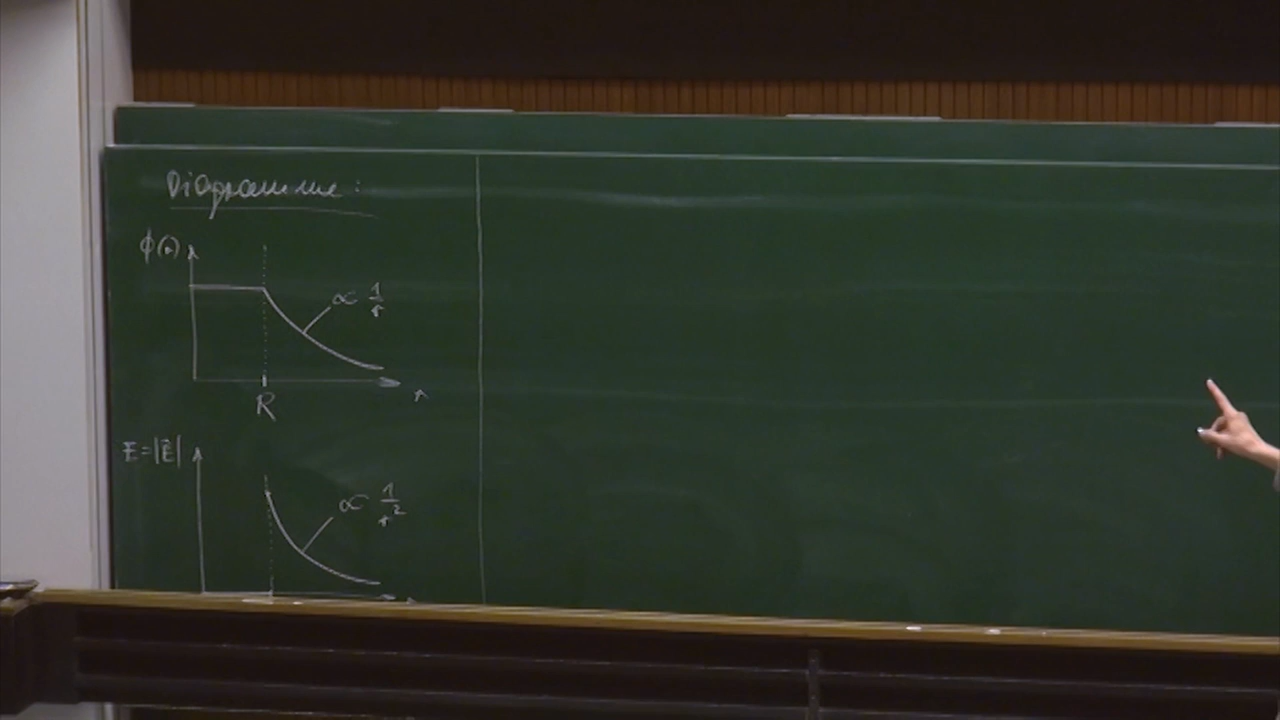 Diagramme:
ϕ(r)
∝ 1/r
R
r
E=|E⃗|
∝ 1/r²